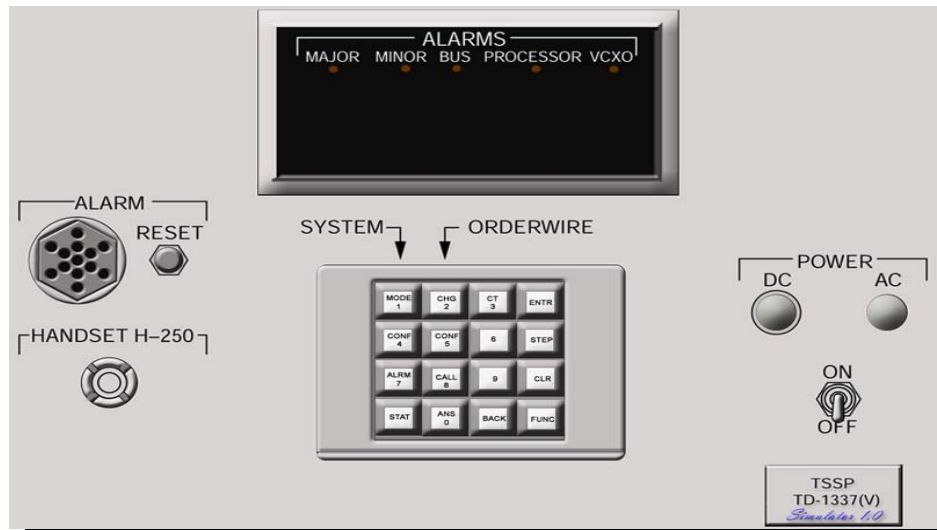 ALARMS
MAJOR MINOR BUS PROCESSOR VCXO
ALARM
RESET
SYSTEM ORDERWIRE
POWER
DC AC
HANDSET H-250
MODE CHG CT ENTR
1 2 3
CONF CONF 6 STEP
4 5
ALRM CALL 9 CLR
7 8
STAT ANS BACK FUNC
0
ON
OFF
TSSP
TD-1337(V)
Simulator 1.0